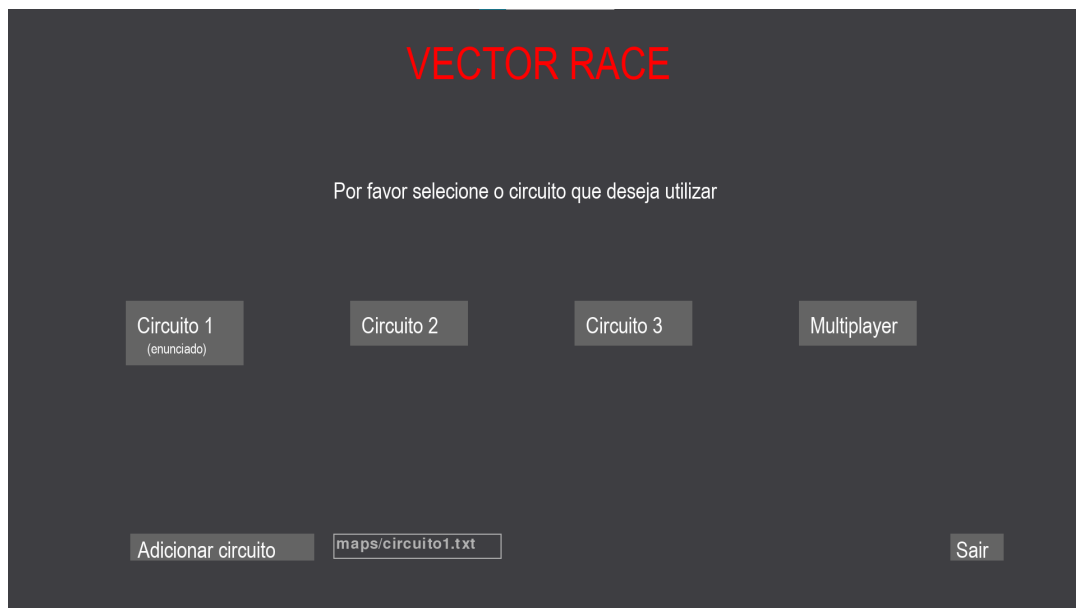 VECTOR RACE
Por favor selecione o circuito que deseja utilizar
Circuito 1
(enunciado)
Circuito 2
Circuito 3
Multiplayer
Adicionar circuito
maps/circuito1.txt
Sair